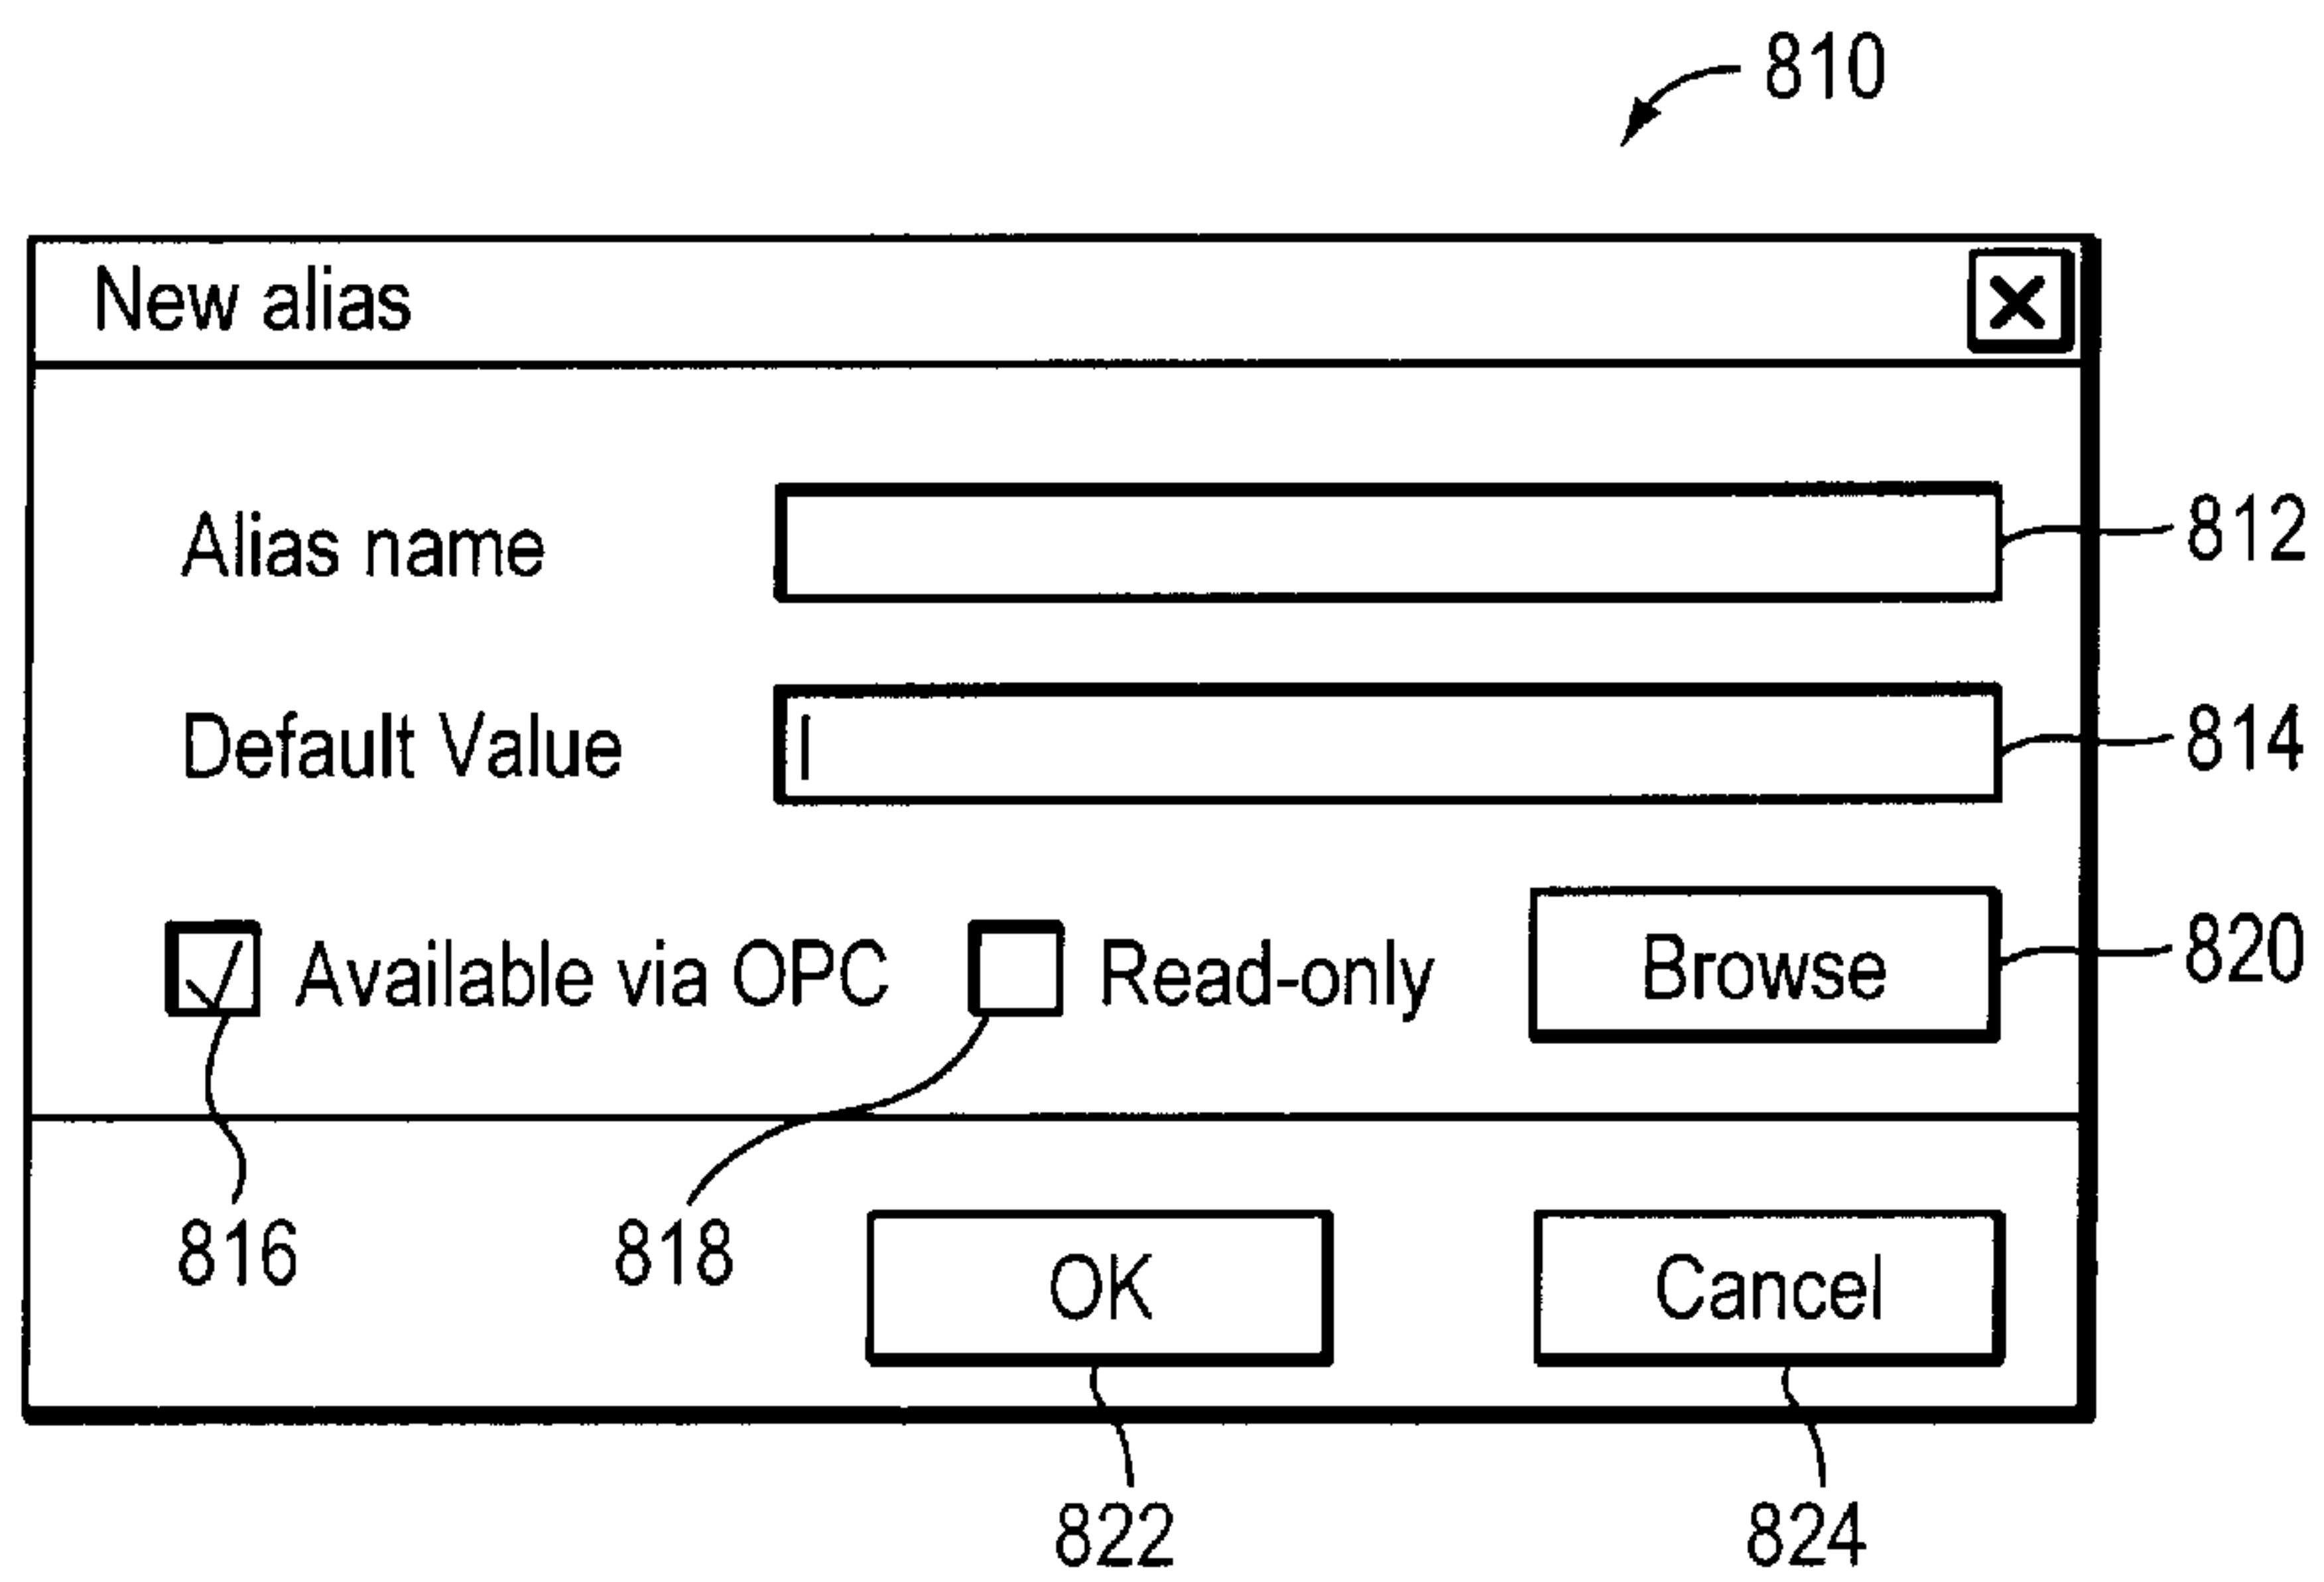 810
New alias
Alias name
812
Default Value
814
Available via OPC Read-only Browse 820
816 818 OK Cancel
822 824